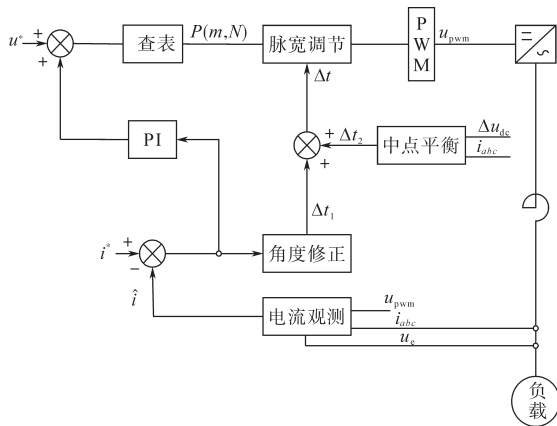 u* + +
查表
P(m,N)
脉宽调节
P
W
M
u_pwm
Δt
PI
+ Δt₂
+
中点平衡
Δu_dc
i_abc
Δt₁
i* + −
角度修正
î
电流观测
u_pwm
i_abc
u_e
负
载